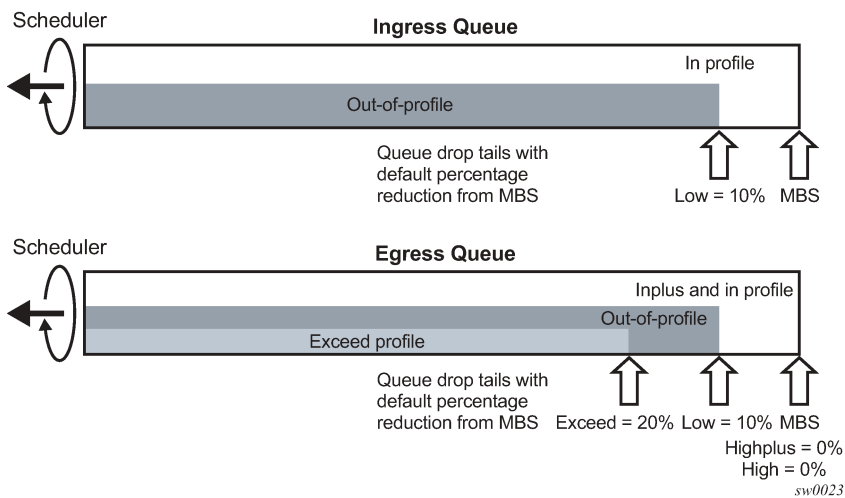 Scheduler
Ingress Queue
In profile
Out-of-profile
Queue drop tails with
default percentage
reduction from MBS
Low = 10%
MBS
Scheduler
Egress Queue
Inplus and in profile
Out-of-profile
Exceed profile
Queue drop tails with
default percentage
reduction from MBS
Exceed = 20%
Low = 10%
MBS
Highplus = 0%
High = 0%
sw0023